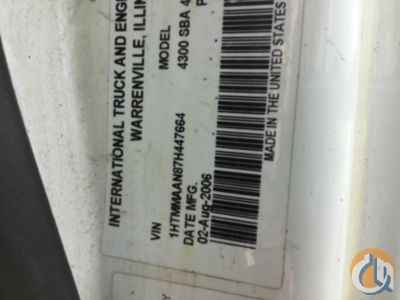 INTERNATIONAL TRUCK AND ENG
WARRENVILLE, ILLIN
MODEL
4300 SBA 4
VIN
1HTMMAAN87H447664
DATE MFG.
02-Aug-2006
MADE IN THE UNITED STATES